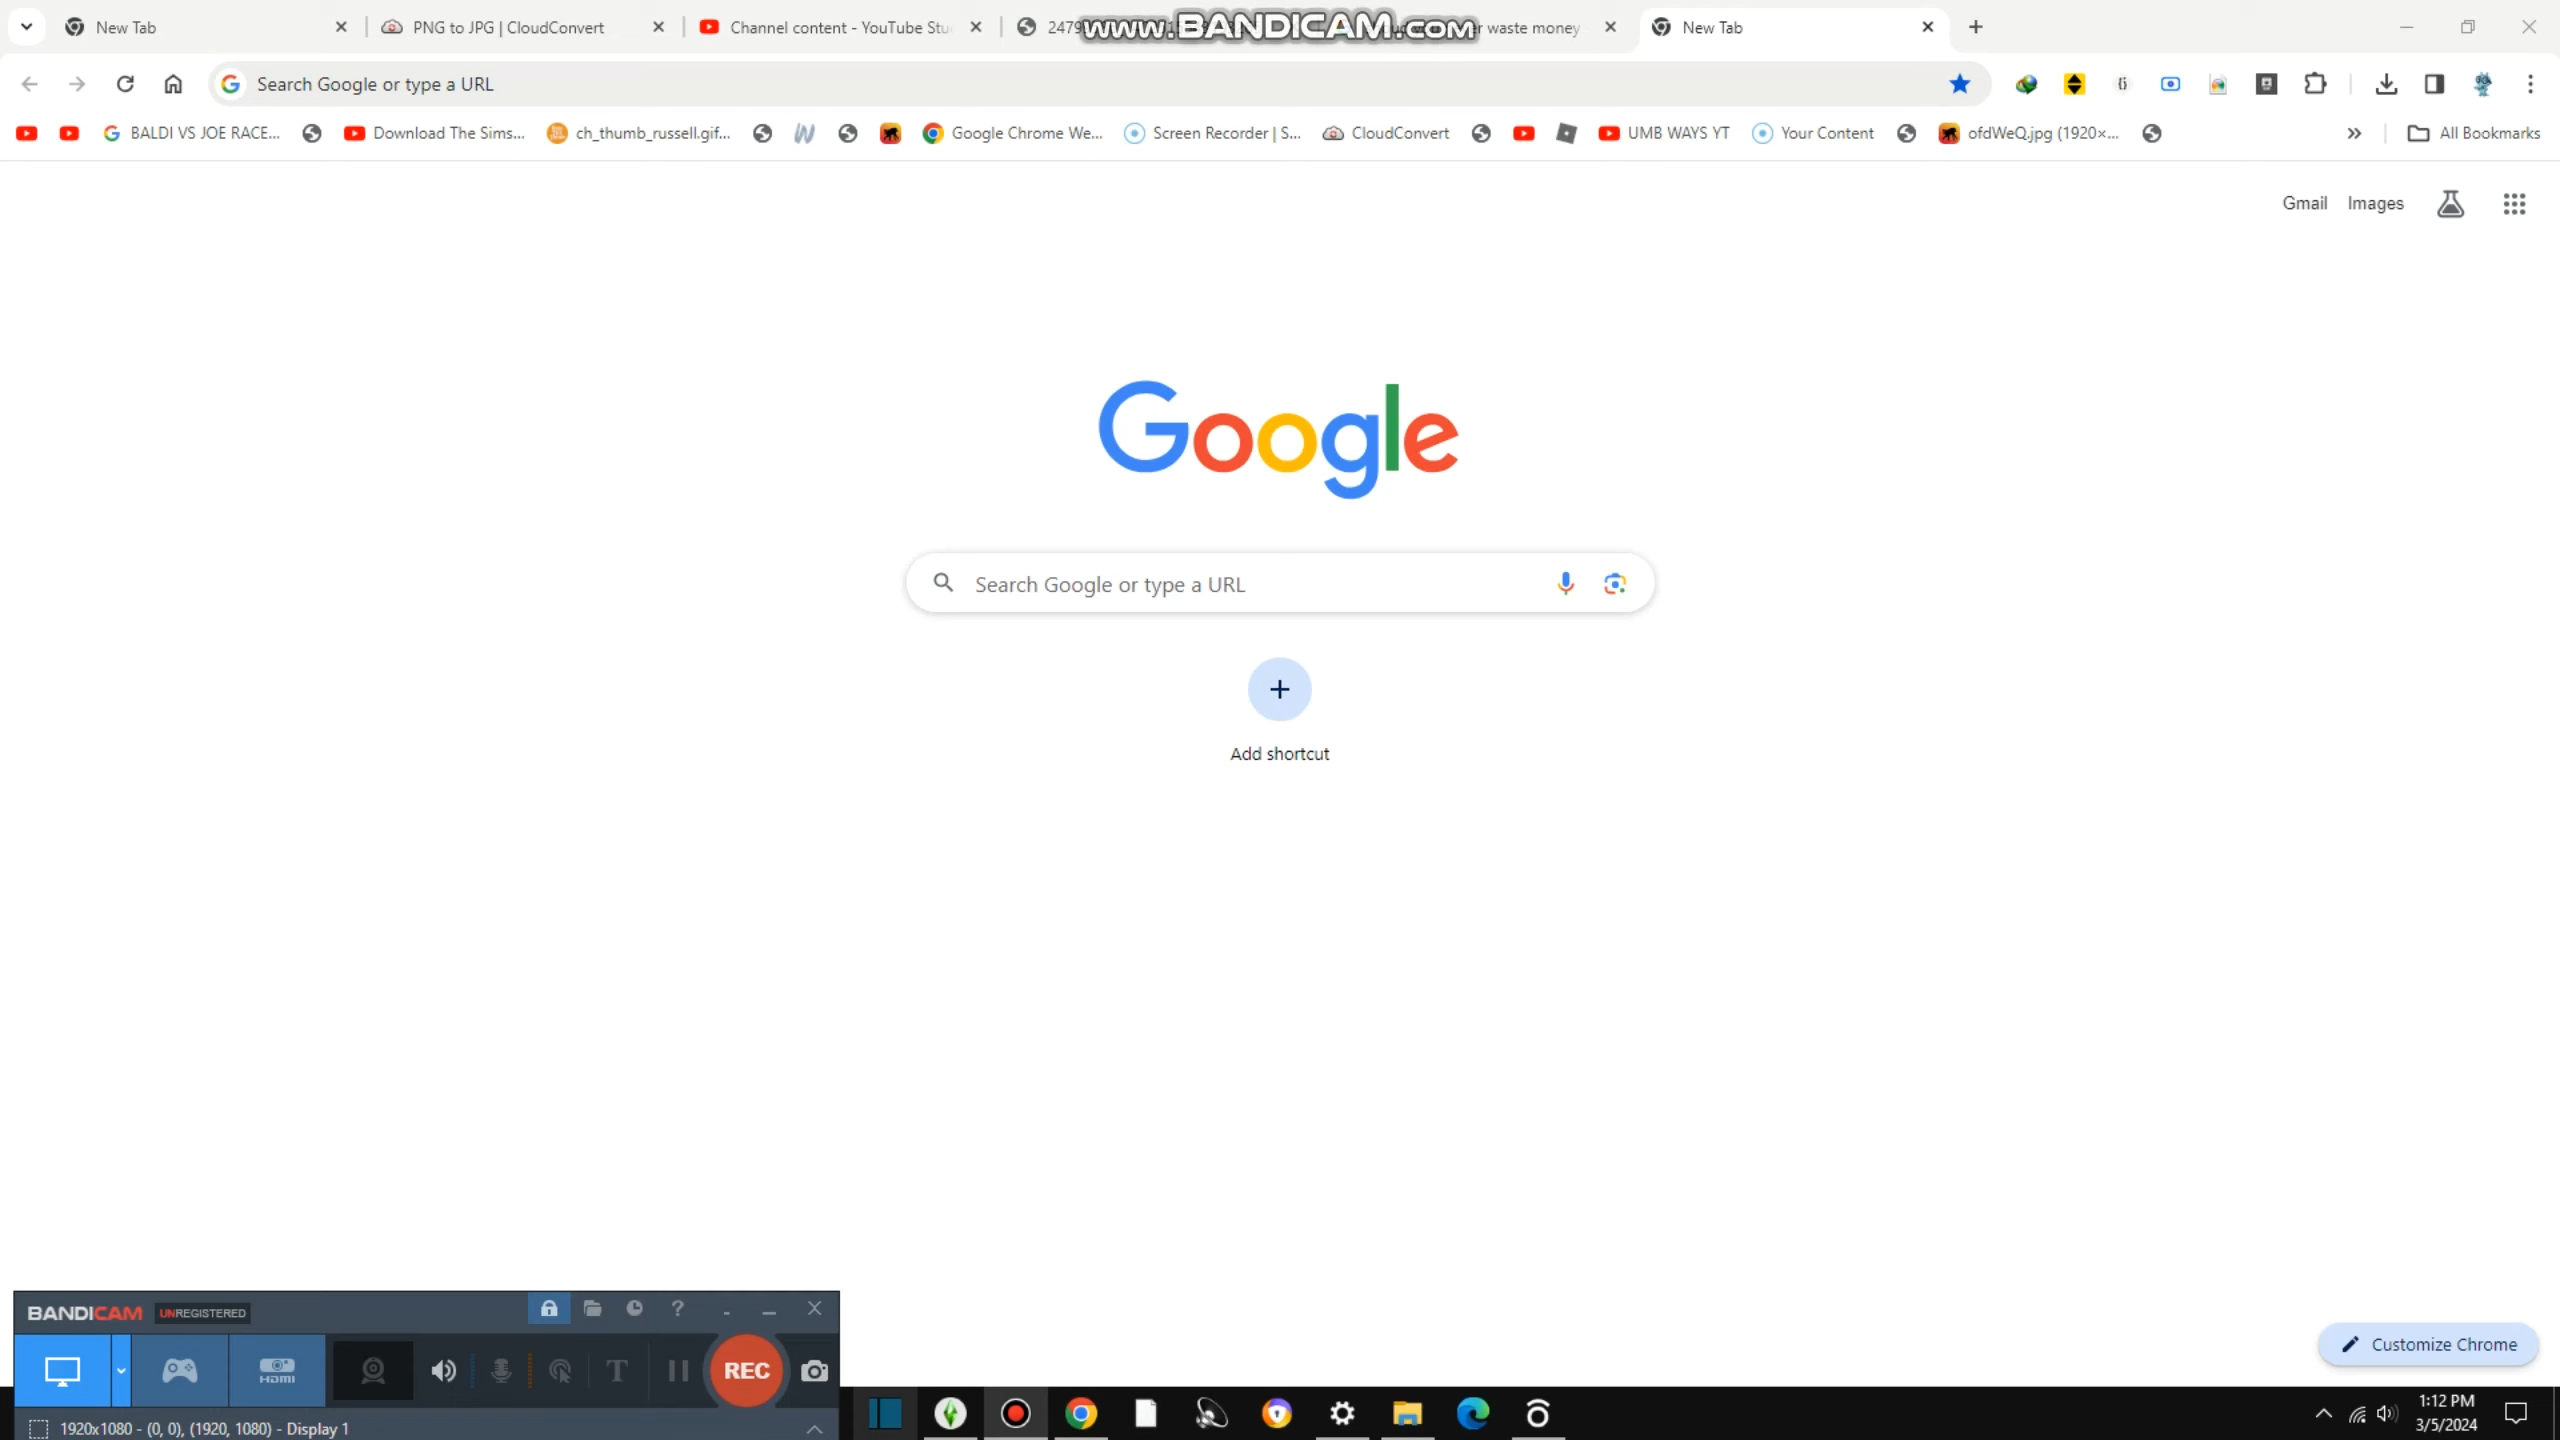 New Tab
PNG to JPG | CloudConvert
Channel content - YouTube Stu
www.BANDICAM.com
waste money
New Tab
Search Google or type a URL
BALDI VS JOE RACE...
Download The Sims...
ch_thumb_russell.gif...
Google Chrome We...
Screen Recorder | S...
CloudConvert
UMB WAYS YT
Your Content
ofdWeQ.jpg (1920×...
All Bookmarks
Gmail
Images
Google
Search Google or type a URL
Add shortcut
Customize Chrome
BANDICAM UNREGISTERED
HDMI
T
REC
1920x1080 - (0, 0), (1920, 1080) - Display 1
1:12 PM
3/5/2024